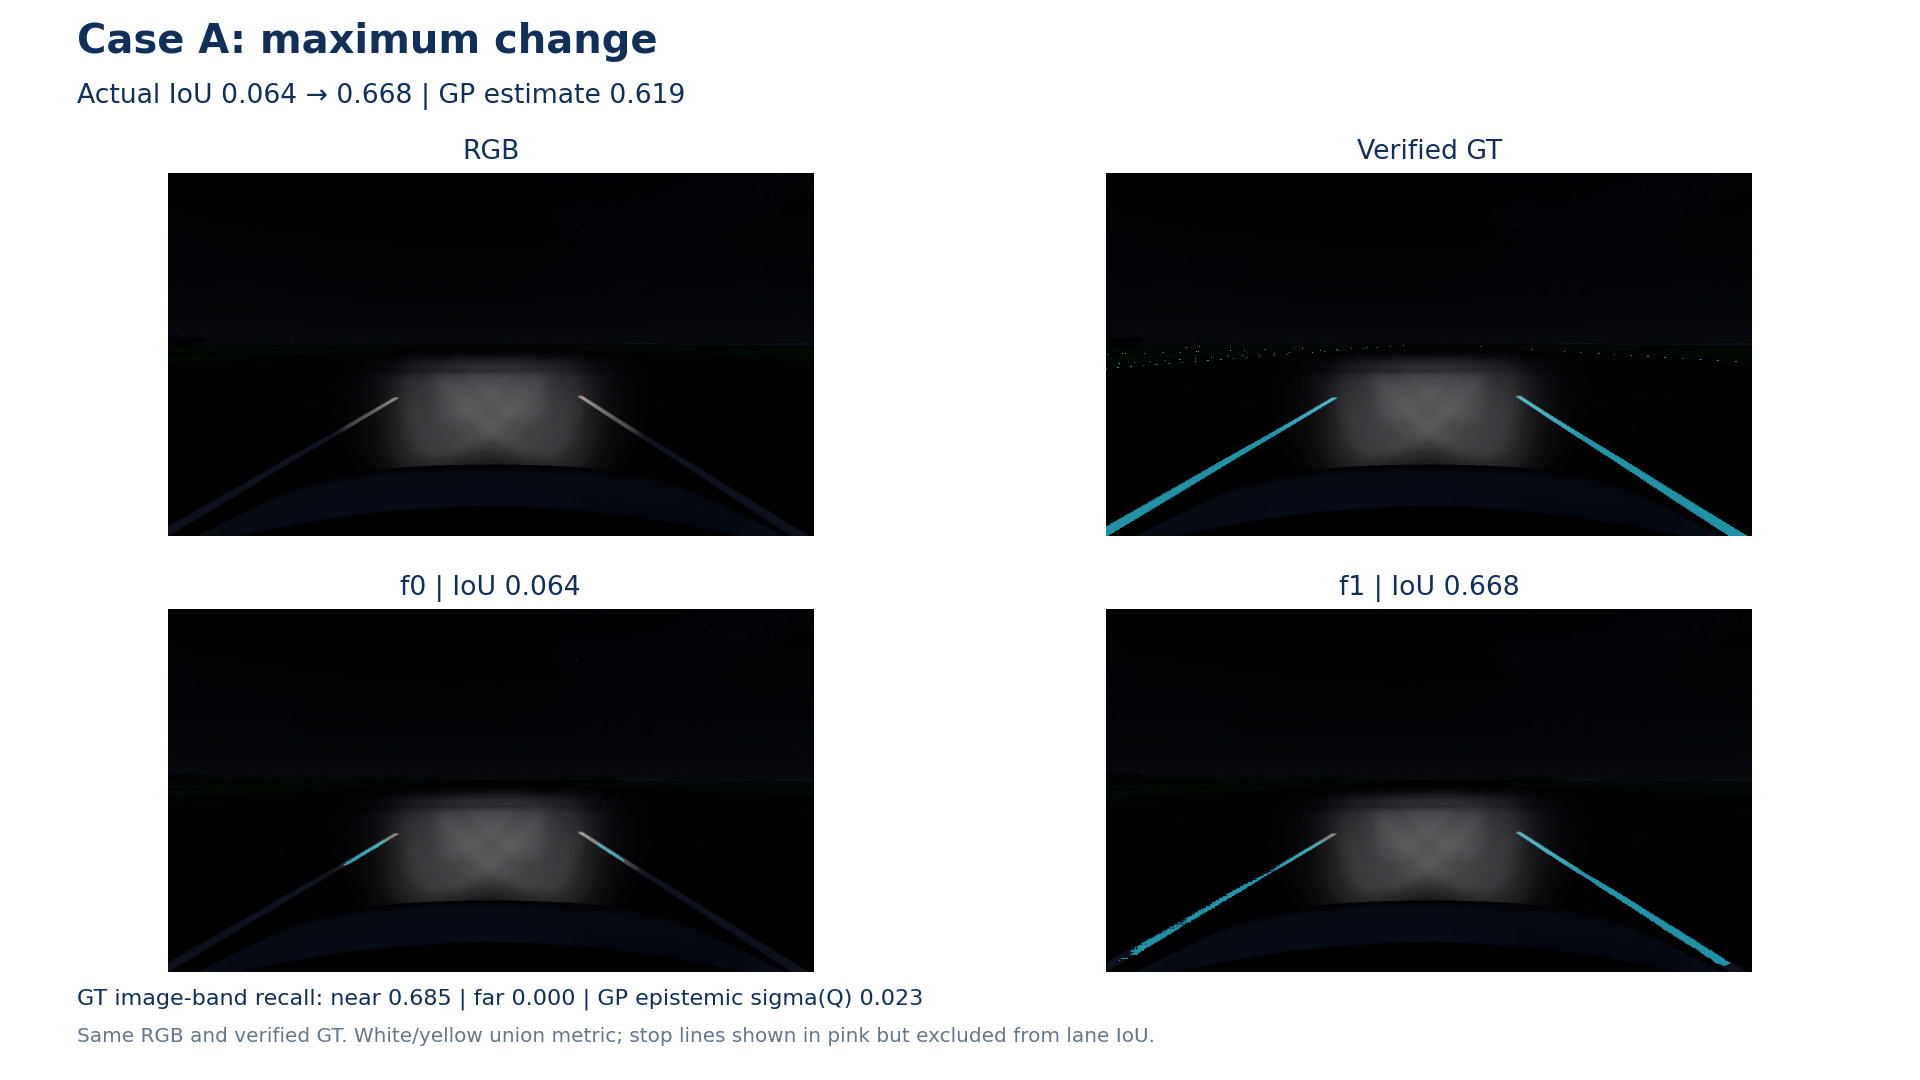 Case A: maximum change
Actual IoU 0.064 → 0.668 | GP estimate 0.619
RGB
Verified GT
f0 | IoU 0.064
f1 | IoU 0.668
GT image-band recall: near 0.685 | far 0.000 | GP epistemic sigma(Q) 0.023
Same RGB and verified GT. White/yellow union metric; stop lines shown in pink but excluded from lane IoU.